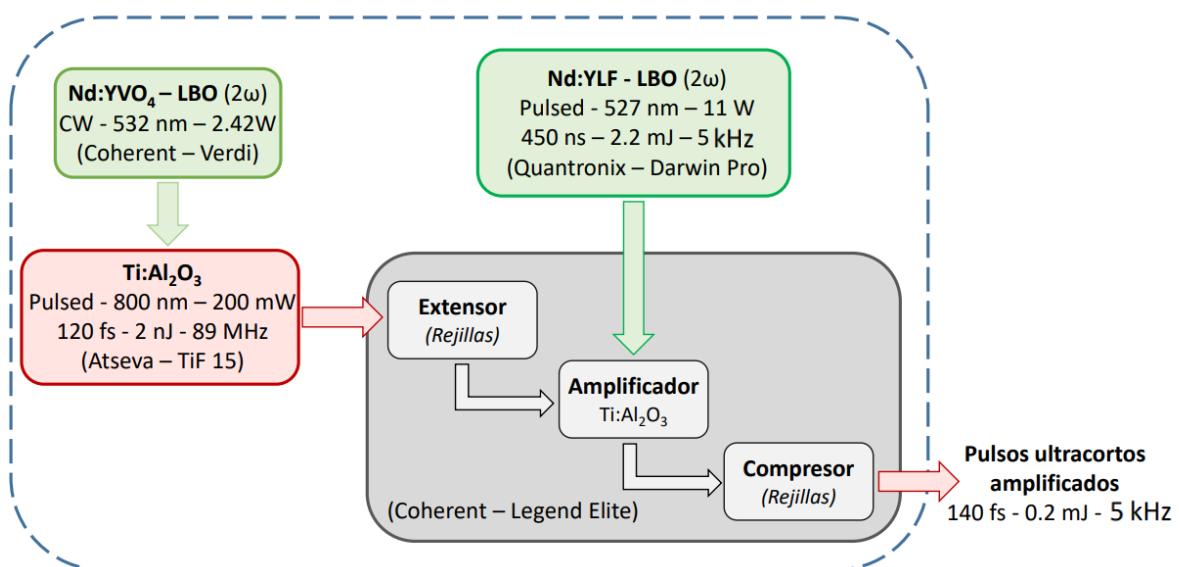 Nd:YVO₄ – LBO (2ω)
CW - 532 nm – 2.42W
(Coherent – Verdi)
Nd:YLF - LBO (2ω)
Pulsed - 527 nm – 11 W
450 ns – 2.2 mJ – 5 kHz
(Quantronix – Darwin Pro)
Ti:Al₂O₃
Pulsed - 800 nm – 200 mW
120 fs - 2 nJ - 89 MHz
(Atseva – TiF 15)
Extensor
(Rejillas)
Amplificador
Ti:Al₂O₃
Compresor
(Rejillas)
(Coherent – Legend Elite)
Pulsos ultracortos
amplificados
140 fs - 0.2 mJ - 5 kHz